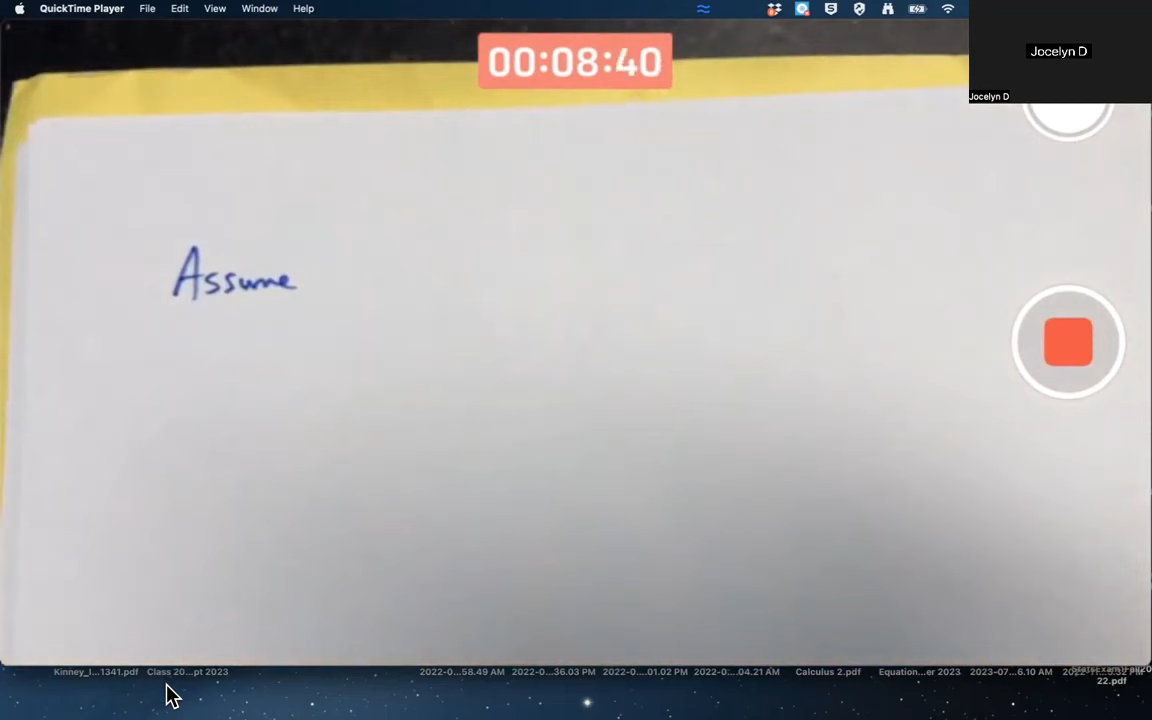 QuickTime Player File Edit View Window Help
00:08:40
Jocelyn D
Jocelyn D
Assume
Kinney_I...1341.pdf Class 20...pt 2023 2022-0...58.49 AM 2022-0...36.03 PM 2022-0....01.02 PM 2022-0...04.21 AM Calculus 2.pdf Equation...er 2023 2023-07...6.10 AM
22.pdf